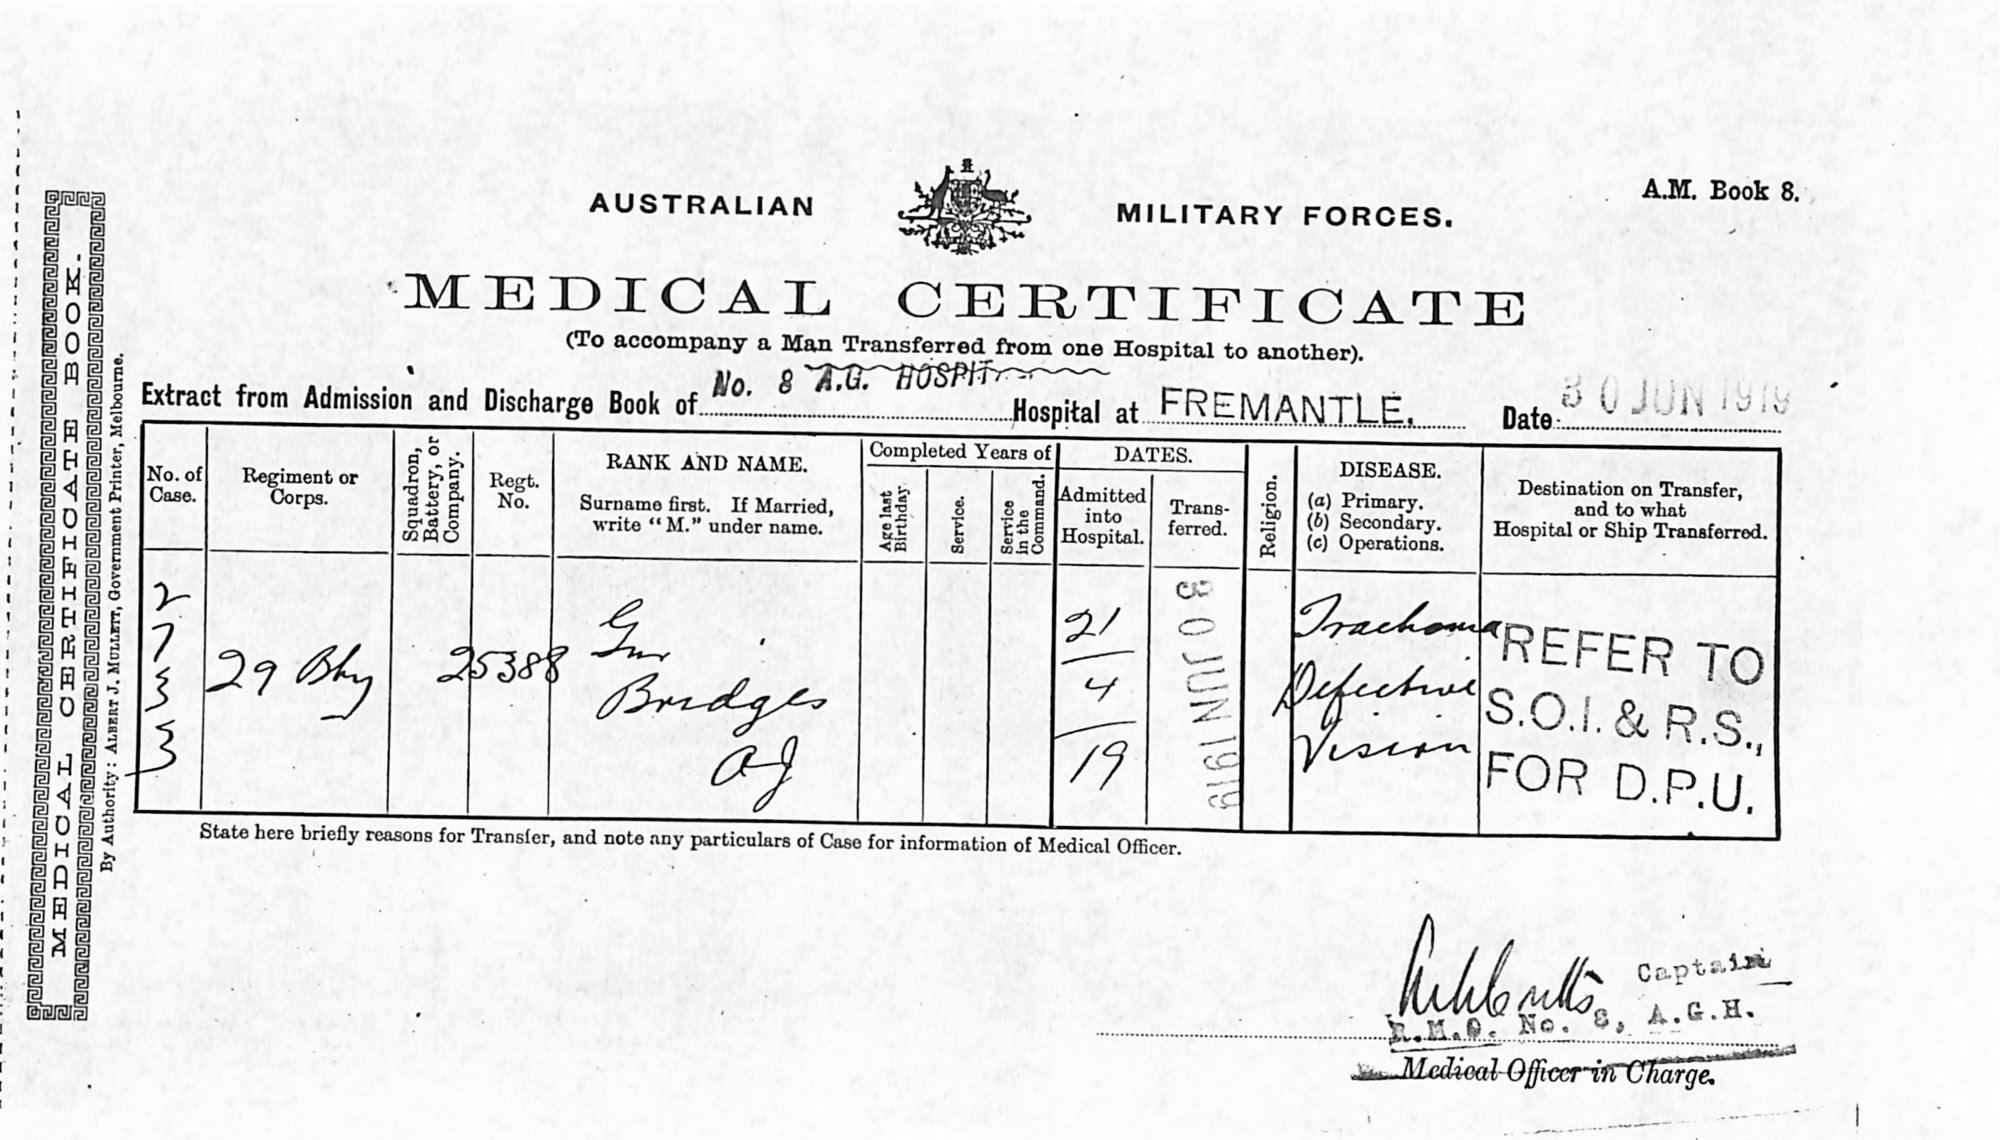 AUSTRALIAN MILITARY FORCES.
A.M. Book 8.
MEDICAL CERTIFICATE
(To accompany a Man Transferred from one Hospital to another).
Extract from Admission and Discharge Book of No. 8 A.G. HOSPIT Hospital at FREMANTLE. Date 30 JUN 1919
No. of Case.
Regiment or Corps.
Squadron, Battery, or Company.
Regt. No.
RANK AND NAME.
Surname first. If Married, write "M." under name.
Completed Years of
Age last Birthday.
Service.
Service in the Command.
DATES.
Admitted into Hospital.
Trans-
ferred.
Religion.
DISEASE.
(a) Primary.
(b) Secondary.
(c) Operations.
Destination on Transfer,
and to what
Hospital or Ship Transferred.
2
7
3
3
29 Bty
25388
Gnr
Bridges
A J
21
4
19
30 JUN 1919
Trachoma
Defective
Vision
REFER TO
S.O.I. & R.S.,
FOR D.P.U.
State here briefly reasons for Transfer, and note any particulars of Case for information of Medical Officer.
Captain
R.M.O. No. 8, A.G.H.
Medical Officer in Charge.
MEDICAL CERTIFICATE BOOK.
By Authority: ALBERT J. MULLETT, Government Printer, Melbourne.